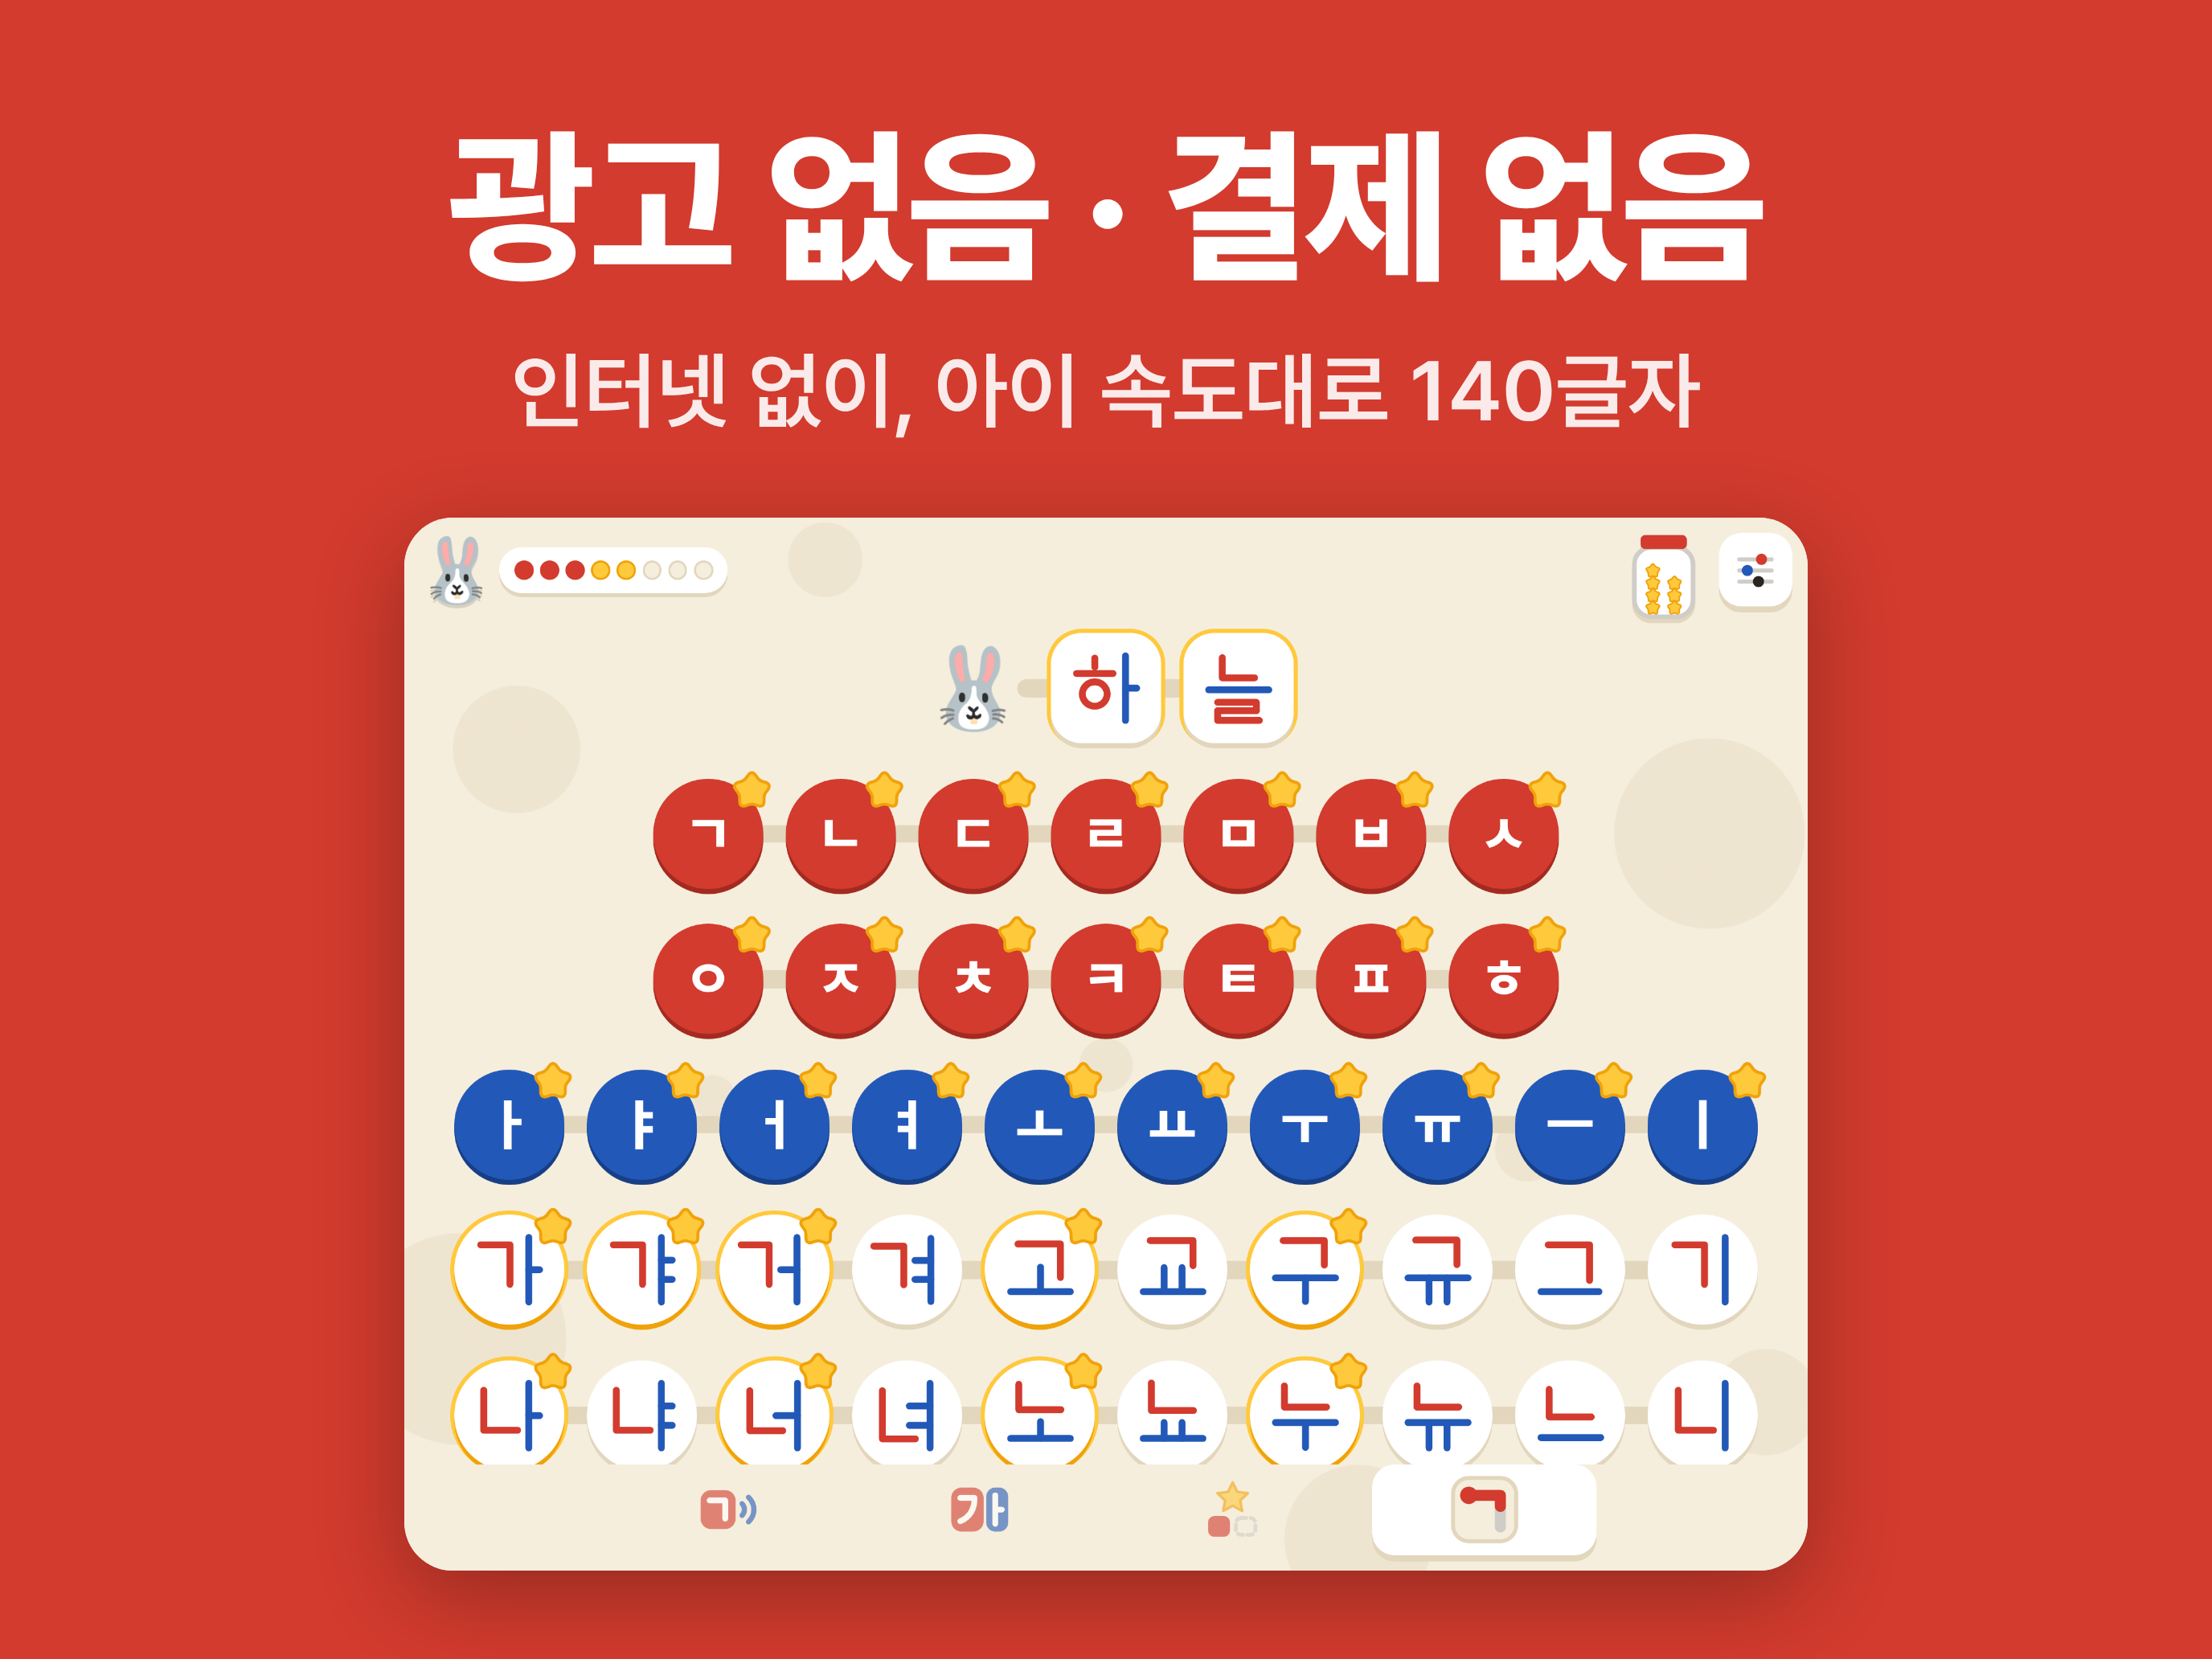 광고 없음 · 결제 없음
인터넷 없이, 아이 속도대로 140글자
하 늘
ㄱ ㄴ ㄷ ㄹ ㅁ ㅂ ㅅ
ㅇ ㅈ ㅊ ㅋ ㅌ ㅍ ㅎ
ㅏ ㅑ ㅓ ㅕ ㅗ ㅛ ㅜ ㅠ ㅡ ㅣ
가 갸 거 겨 고 교 구 규 그 기
나 냐 너 녀 노 뇨 누 뉴 느 니
ㄱ 가 ㄱ